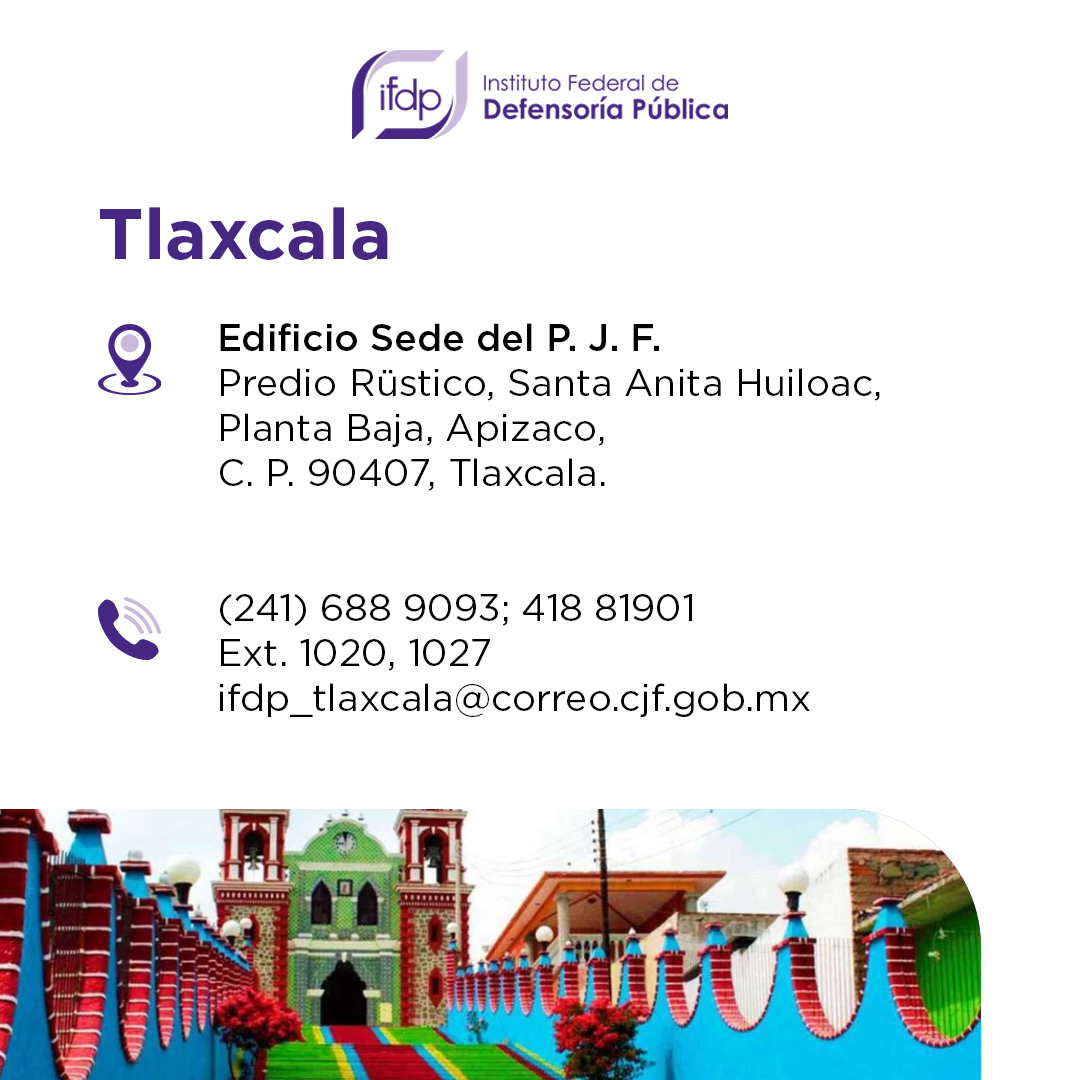 ifdp
Instituto Federal de
Defensoría Pública
Tlaxcala
Edificio Sede del P. J. F.
Predio Rüstico, Santa Anita Huiloac,
Planta Baja, Apizaco,
C. P. 90407, Tlaxcala.
(241) 688 9093; 418 81901
Ext. 1020, 1027
ifdp_tlaxcala@correo.cjf.gob.mx